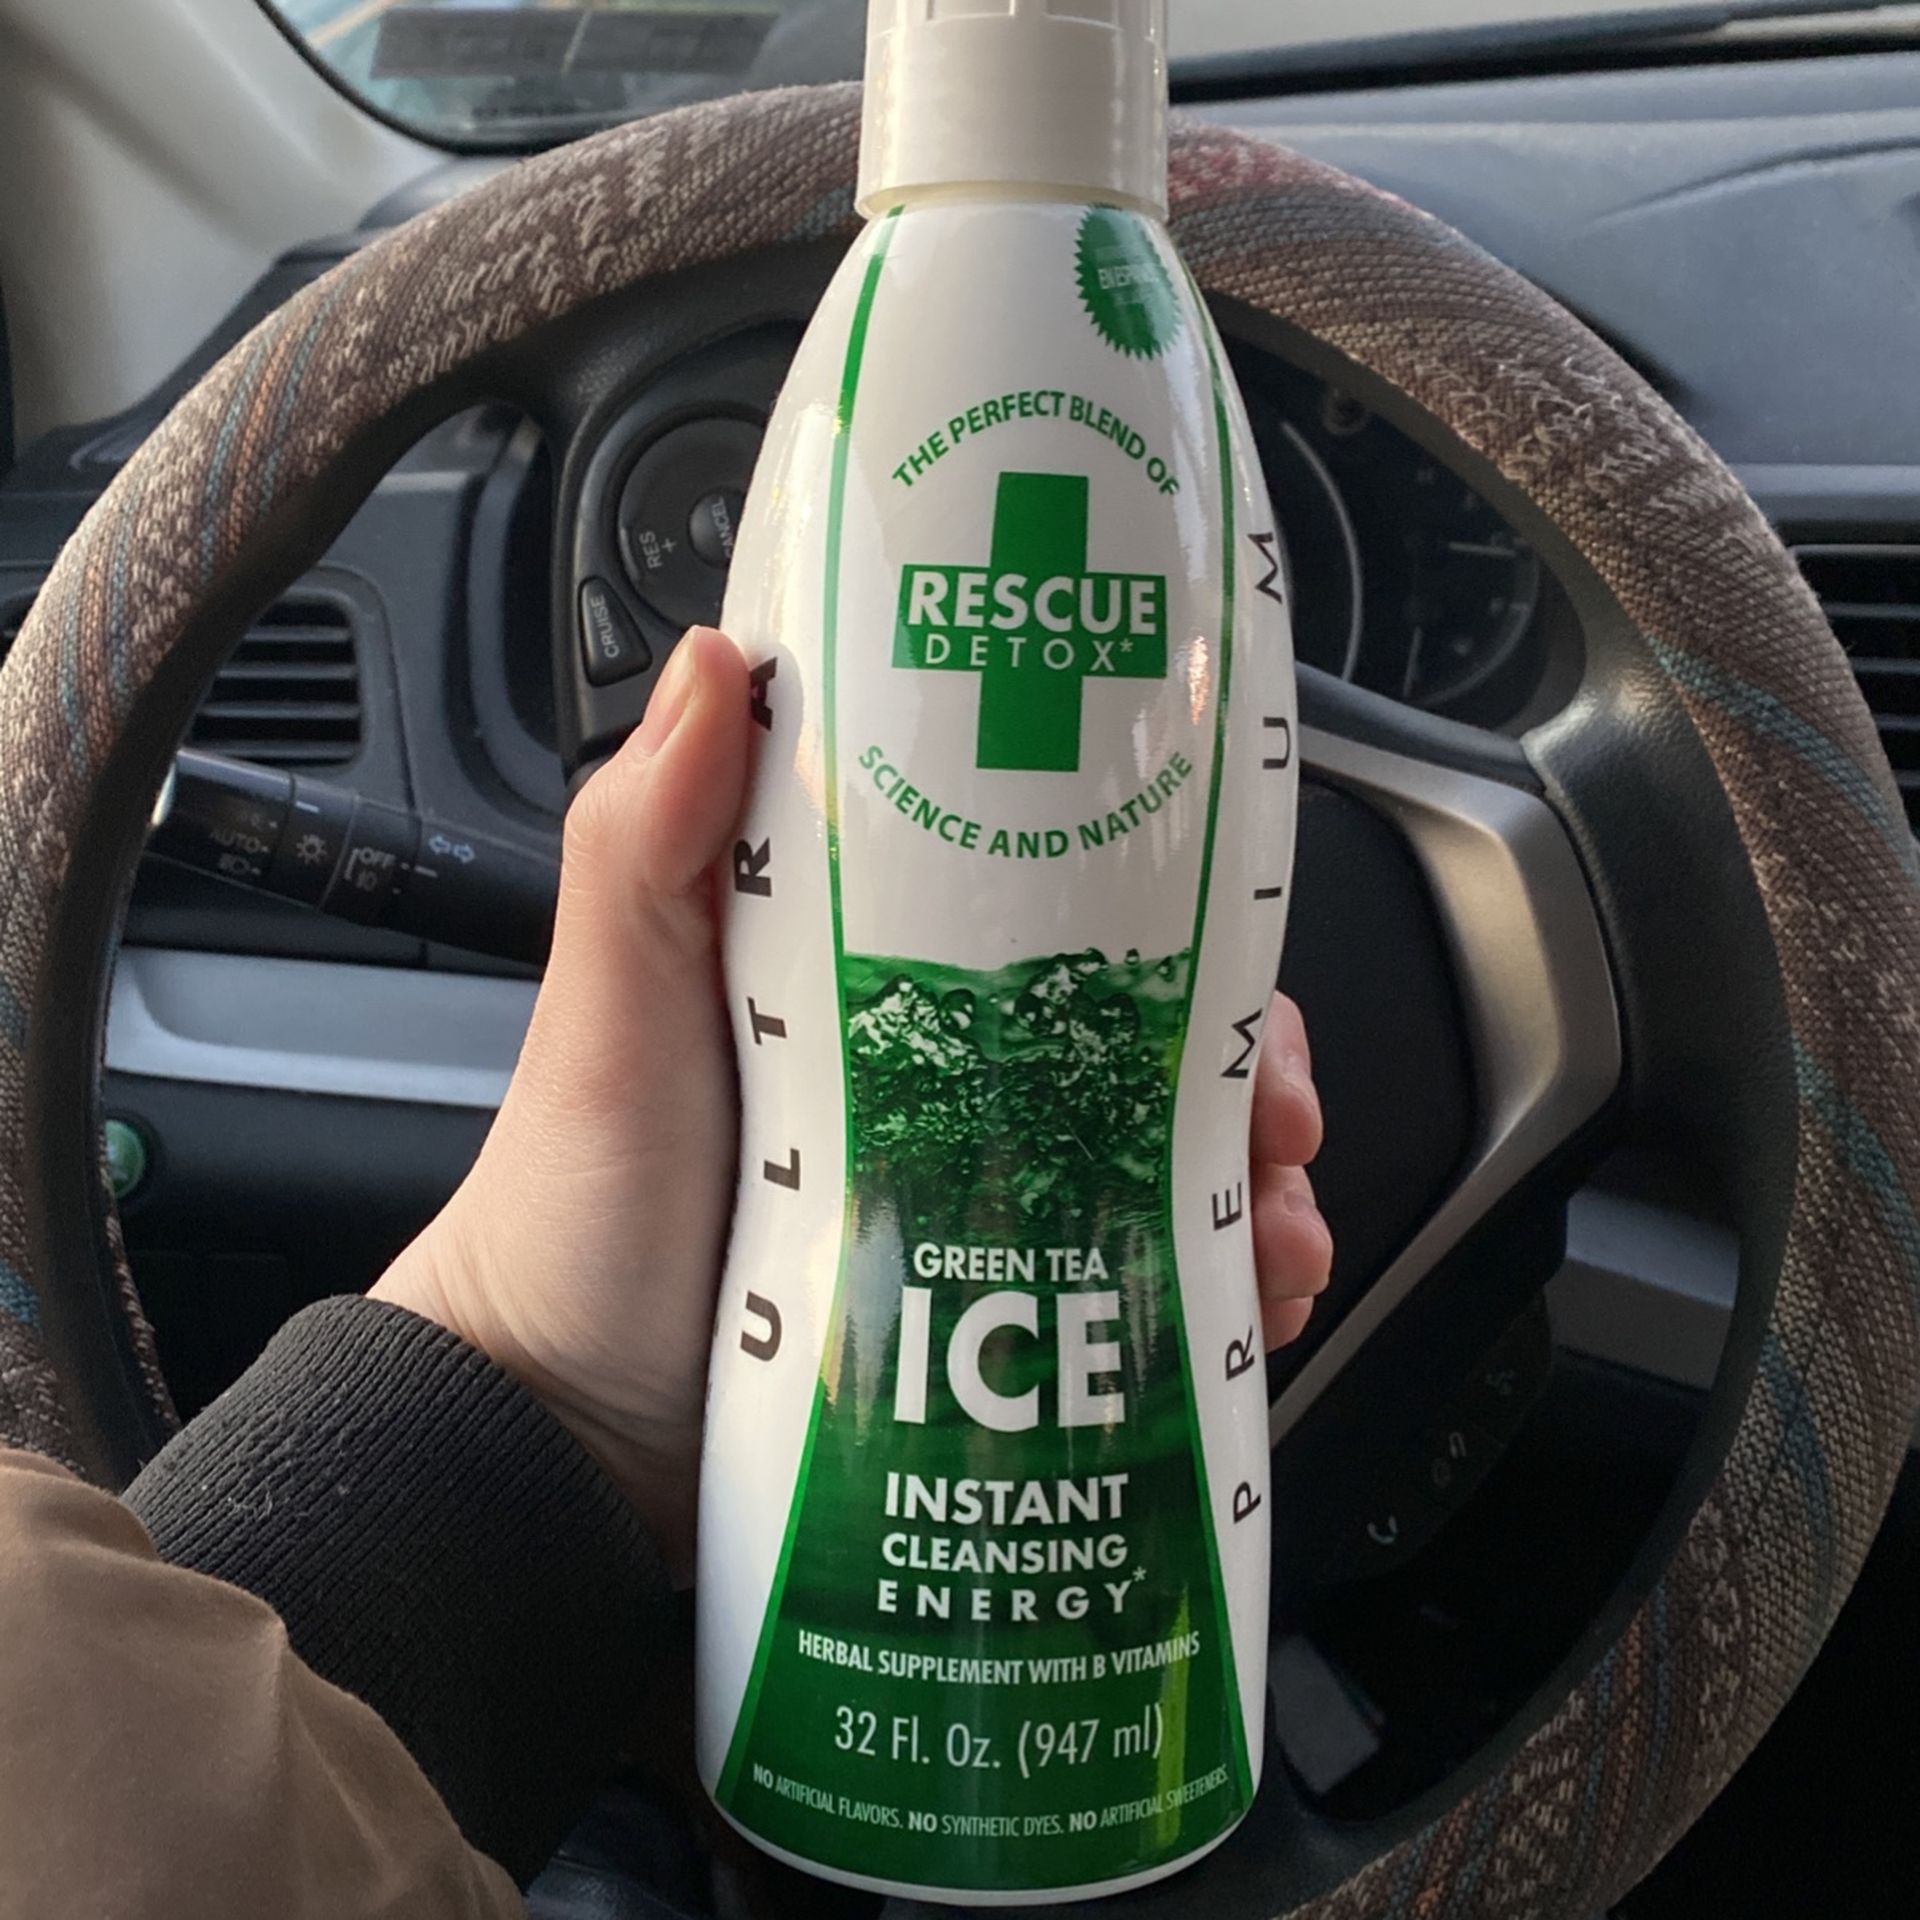 THE PERFECT BLEND OF
RESCUE
DETOX*
SCIENCE AND NATURE
ULTRA
PREMIUM
GREEN TEA
ICE
INSTANT
CLEANSING
ENERGY*
HERBAL SUPPLEMENT WITH B VITAMINS
32 Fl. Oz. (947 ml)
NO ARTIFICIAL FLAVORS. NO SYNTHETIC DYES. NO ARTIFICIAL SWEETENERS.
RES
+
CANCEL
CRUISE
AUTO
OFF